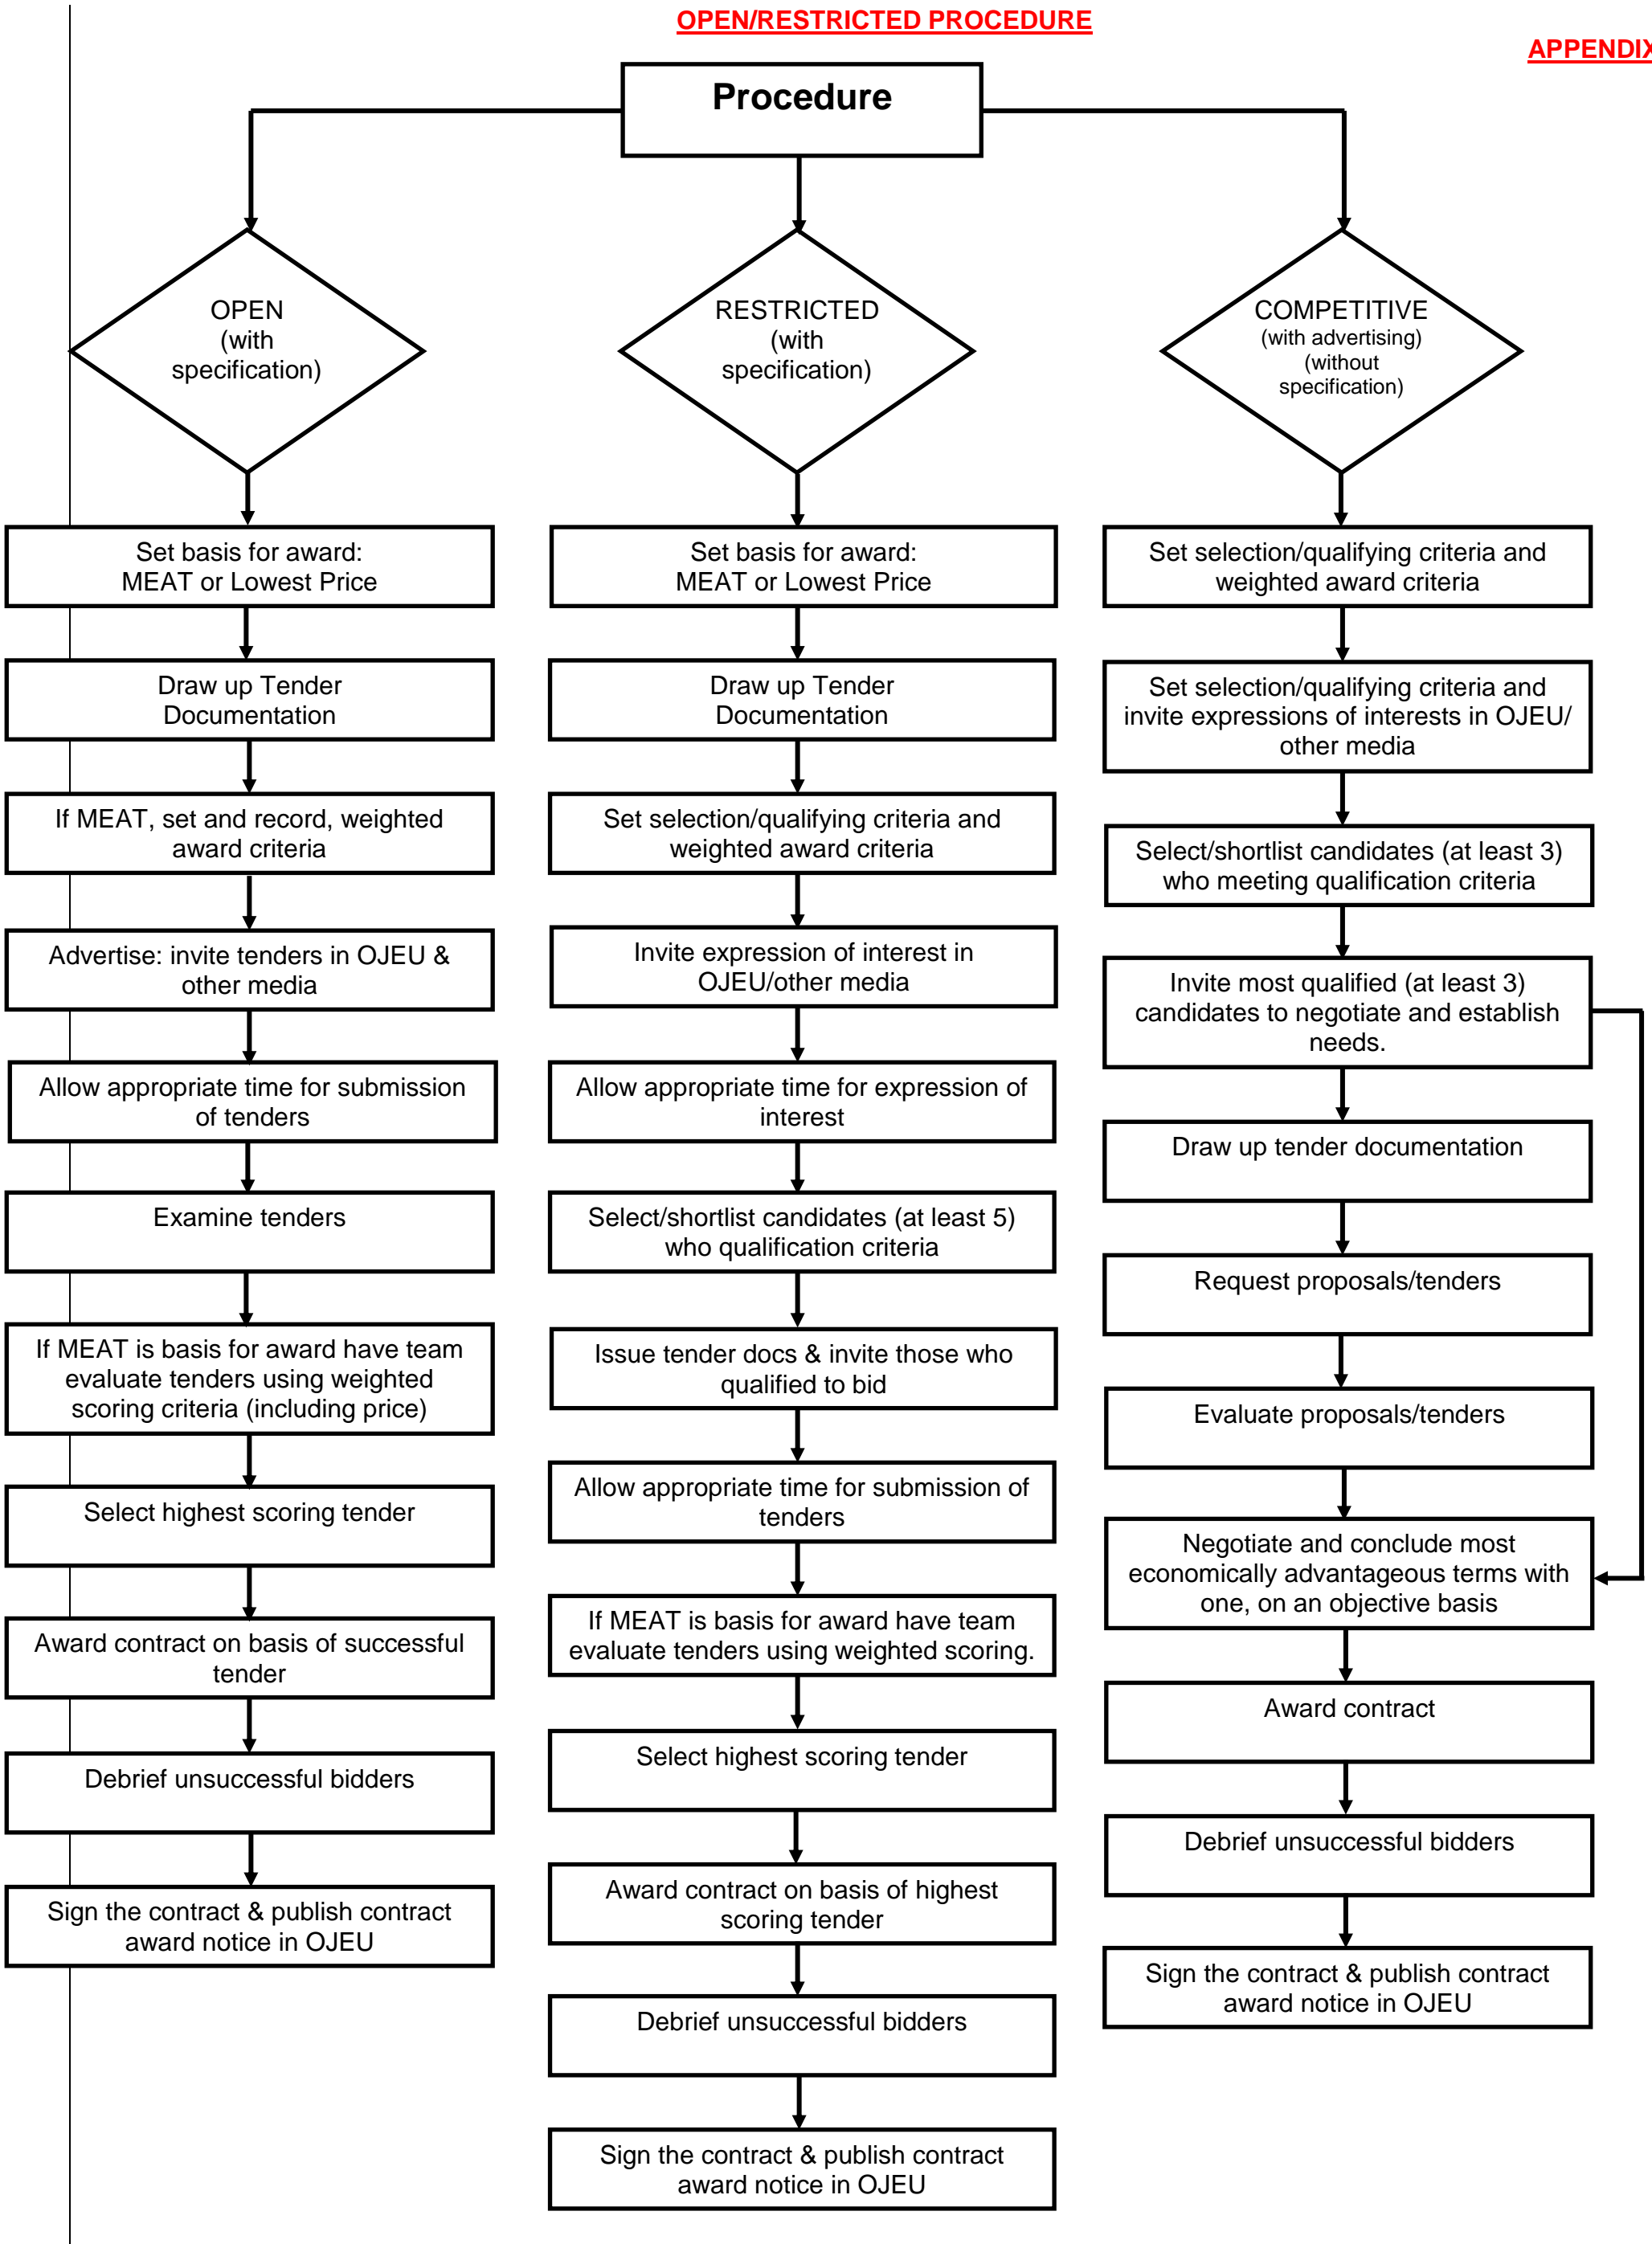 OPEN/RESTRICTED PROCEDURE
APPENDIX
Procedure
OPEN
(with
specification)
Set basis for award:
MEAT or Lowest Price
Draw up Tender
Documentation
If MEAT, set and record, weighted
award criteria
Advertise: invite tenders in OJEU &
other media
Allow appropriate time for submission
of tenders
Examine tenders
If MEAT is basis for award have team
evaluate tenders using weighted
scoring criteria (including price)
Select highest scoring tender
Award contract on basis of successful
tender
Debrief unsuccessful bidders
Sign the contract & publish contract
award notice in OJEU
RESTRICTED
(with
specification)
Set basis for award:
MEAT or Lowest Price
Draw up Tender
Documentation
Set selection/qualifying criteria and
weighted award criteria
Invite expression of interest in
OJEU/other media
Allow appropriate time for expression of
interest
Select/shortlist candidates (at least 5)
who qualification criteria
Issue tender docs & invite those who
qualified to bid
Allow appropriate time for submission of
tenders
If MEAT is basis for award have team
evaluate tenders using weighted scoring.
Select highest scoring tender
Award contract on basis of highest
scoring tender
Debrief unsuccessful bidders
Sign the contract & publish contract
award notice in OJEU
COMPETITIVE
(with advertising)
(without
specification)
Set selection/qualifying criteria and
weighted award criteria
Set selection/qualifying criteria and
invite expressions of interests in OJEU/
other media
Select/shortlist candidates (at least 3)
who meeting qualification criteria
Invite most qualified (at least 3)
candidates to negotiate and establish
needs.
Draw up tender documentation
Request proposals/tenders
Evaluate proposals/tenders
Negotiate and conclude most
economically advantageous terms with
one, on an objective basis
Award contract
Debrief unsuccessful bidders
Sign the contract & publish contract
award notice in OJEU